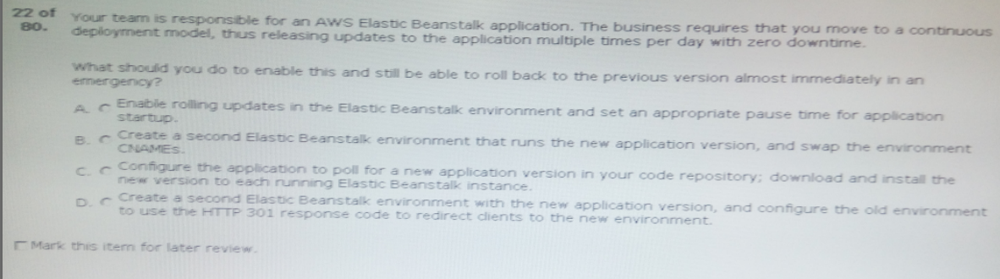 22 of 80. Your team is responsible for an AWS Elastic Beanstalk application. The business requires that you move to a continuous
deployment model, thus releasing updates to the application multiple times per day with zero downtime.
What should you do to enable this and still be able to roll back to the previous version almost immediately in an
emergency?
A. Enable rolling updates in the Elastic Beanstalk environment and set an appropriate pause time for application
startup.
B. Create a second Elastic Beanstalk environment that runs the new application version, and swap the environment
CNAMEs.
C. Configure the application to poll for a new application version in your code repository; download and install the
new version to each running Elastic Beanstalk instance.
D. Create a second Elastic Beanstalk environment with the new application version, and configure the old environment
to use the HTTP 301 response code to redirect clients to the new environment.
Mark this item for later review.